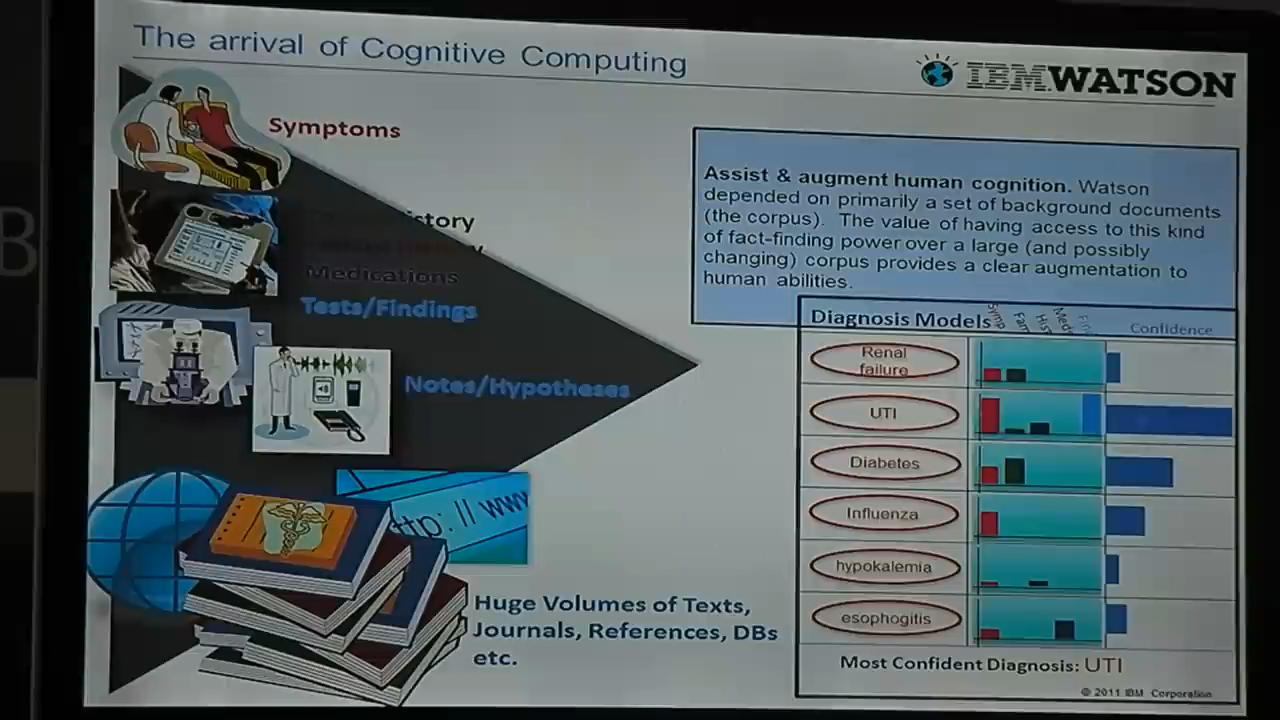 The arrival of Cognitive Computing
IBM.WATSON
Symptoms
Medications
Tests/Findings
Notes/Hypotheses
ttp: // www
Huge Volumes of Texts,
Journals, References, DBs
etc.
Assist & augment human cognition. Watson
depended on primarily a set of background documents
(the corpus). The value of having access to this kind
of fact-finding power over a large (and possibly
changing) corpus provides a clear augmentation to
human abilities.
Diagnosis Models
Confidence
Renal
failure
UTI
Diabetes
Influenza
hypokalemia
esophogitis
Most Confident Diagnosis: UTI
© 2011 IBM Corporation
B